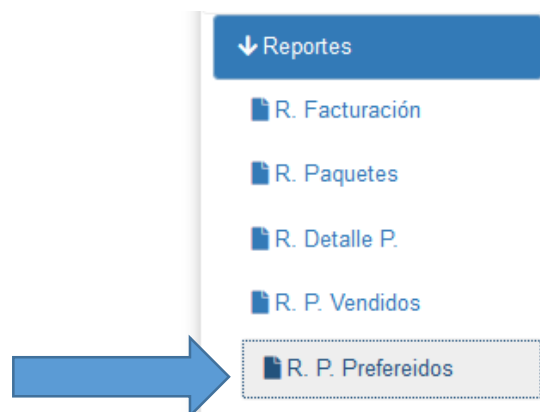 Reportes
R. Facturación
R. Paquetes
R. Detalle P.
R. P. Vendidos
R. P. Prefereidos